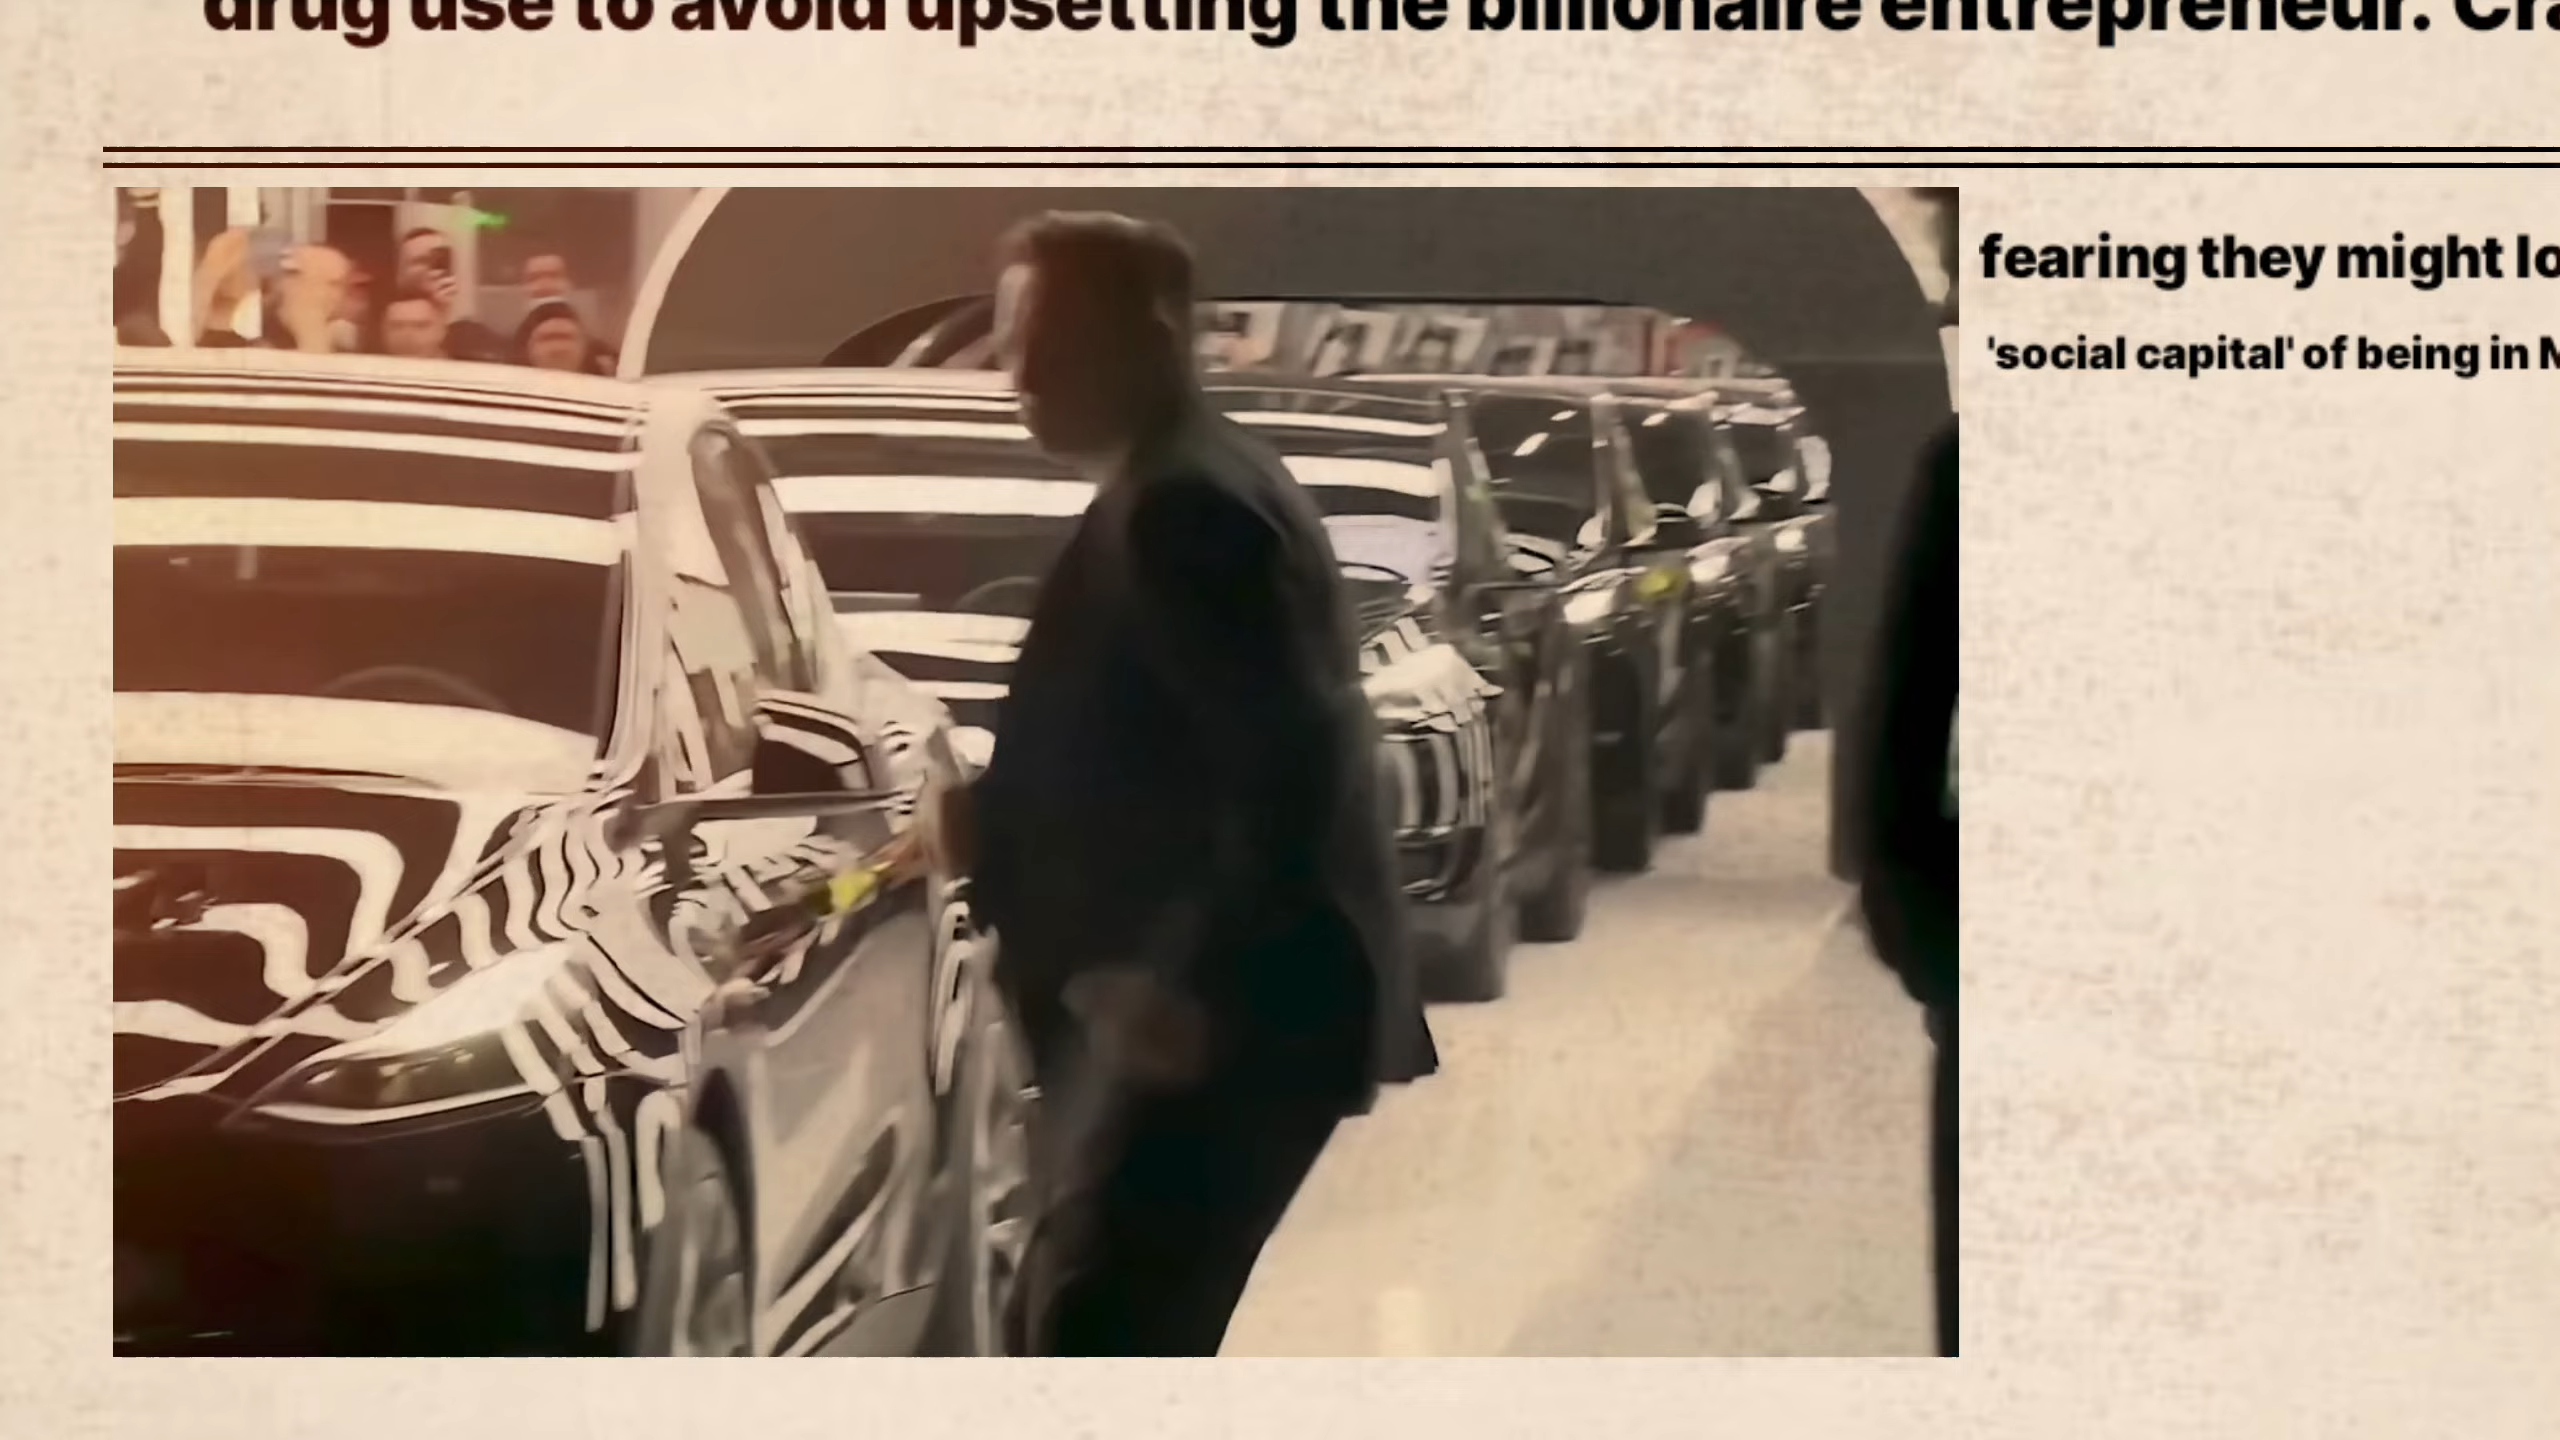 drug use to avoid upsetting the billionaire entrepreneur.
fearing they might
'social capital' of being in